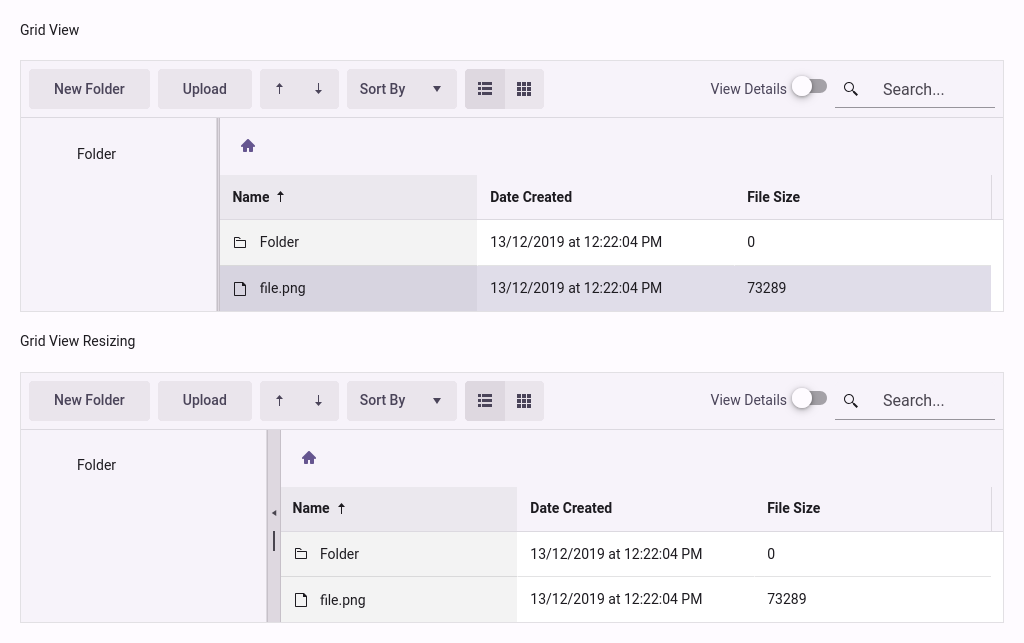 Grid View
New Folder Upload Sort By View Details Search...
Folder
Name Date Created File Size
Folder 13/12/2019 at 12:22:04 PM 0
file.png 13/12/2019 at 12:22:04 PM 73289
Grid View Resizing
New Folder Upload Sort By View Details Search...
Folder
Name Date Created File Size
Folder 13/12/2019 at 12:22:04 PM 0
file.png 13/12/2019 at 12:22:04 PM 73289